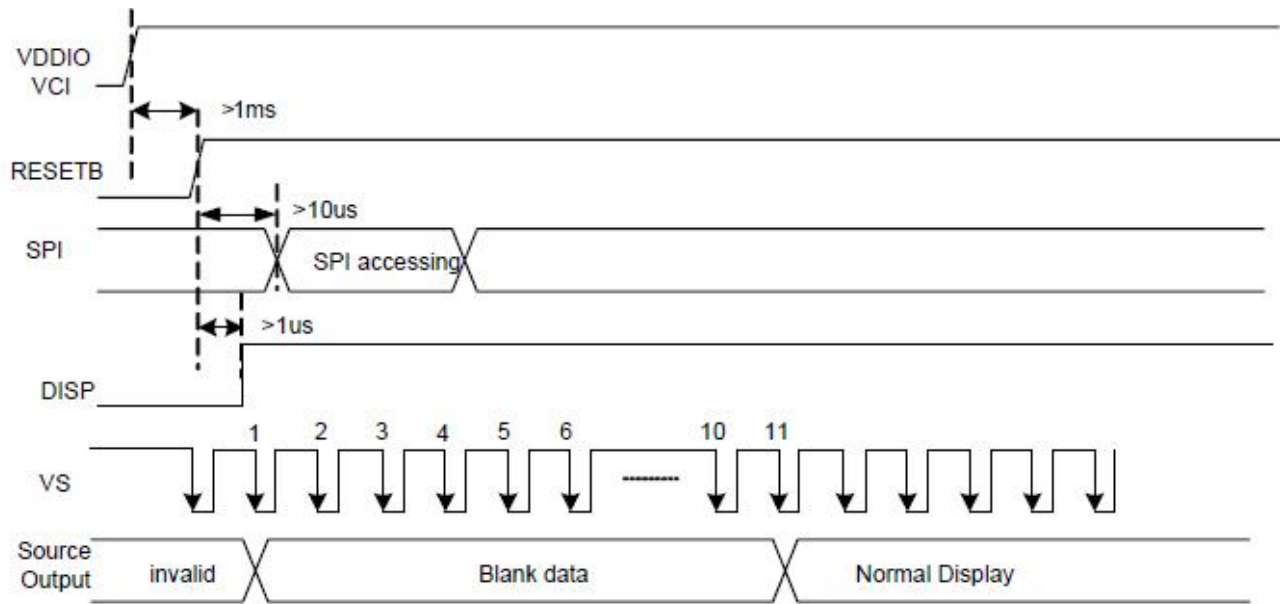 VDDIO
VCI
>1ms
RESETB
>10us
SPI
SPI accessing
>1us
DISP
1 2 3 4 5 6 10 11
VS
Source
Output
invalid
Blank data
Normal Display